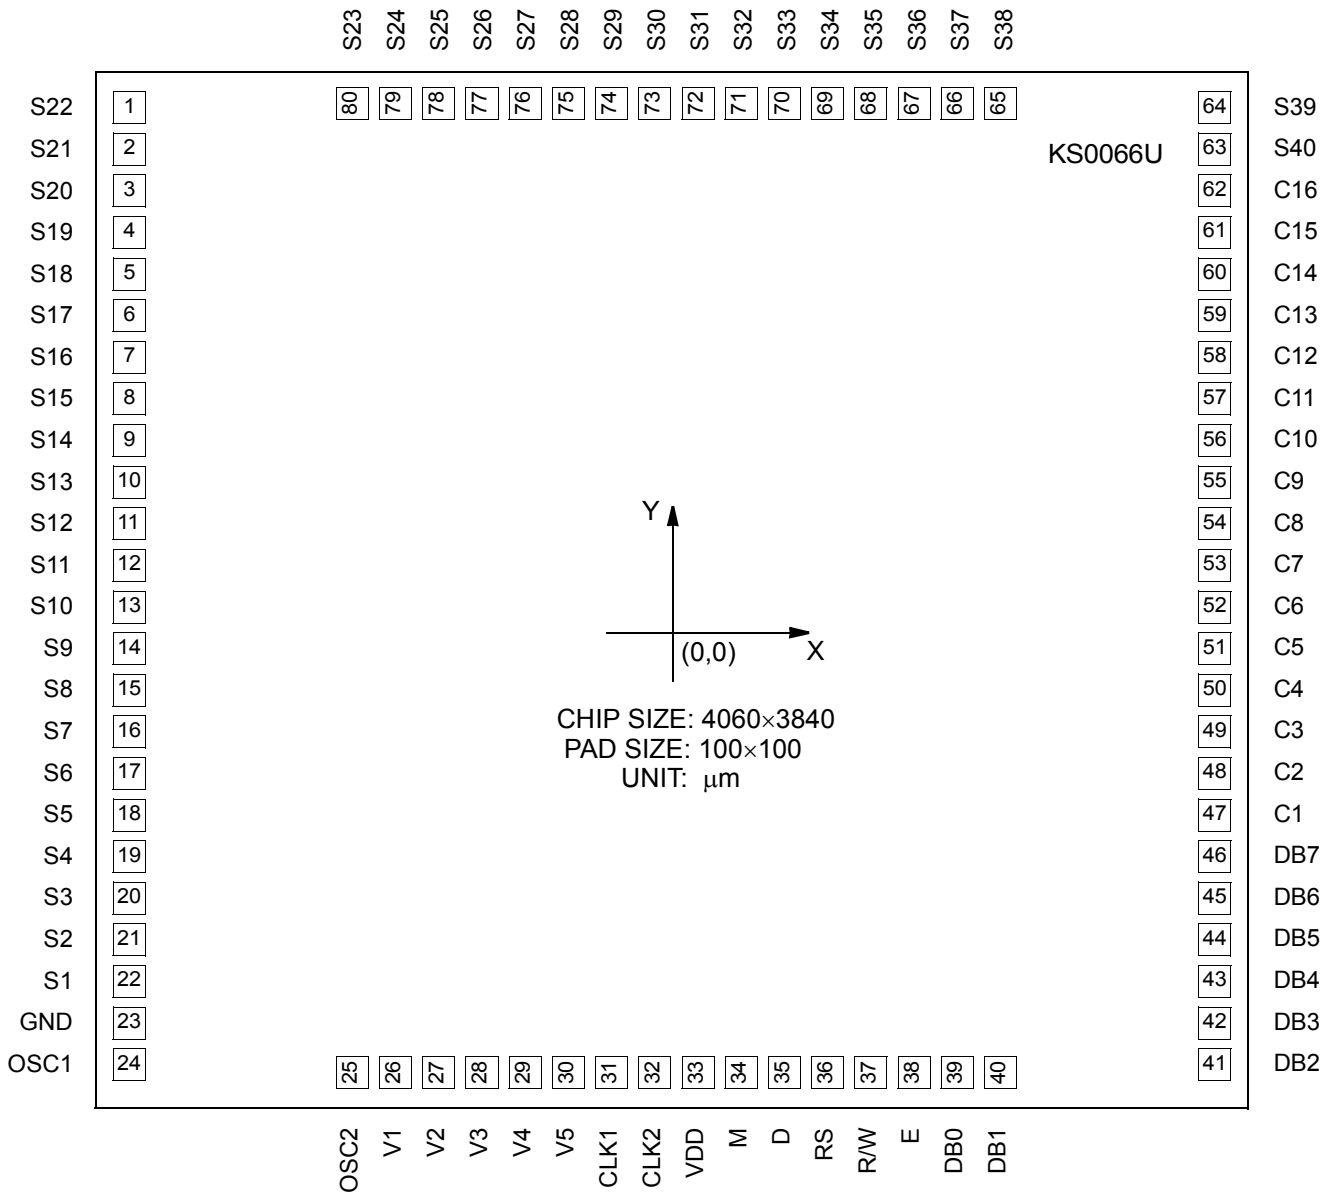 S23 S24 S25 S26 S27 S28 S29 S30 S31 S32 S33 S34 S35 S36 S37 S38
80 79 78 77 76 75 74 73 72 71 70 69 68 67 66 65
S22 1 64 S39
KS0066U
S21 2 63 S40
S20 3 62 C16
S19 4 61 C15
S18 5 60 C14
S17 6 59 C13
S16 7 58 C12
S15 8 57 C11
S14 9 56 C10
S13 10 55 C9
S12 11 54 C8
S11 12 53 C7
S10 13 52 C6
S9 14 51 C5
S8 15 50 C4
S7 16 49 C3
S6 17 48 C2
S5 18 47 C1
S4 19 46 DB7
S3 20 45 DB6
S2 21 44 DB5
S1 22 43 DB4
GND 23 42 DB3
OSC1 24 41 DB2
Y
X
(0,0)
CHIP SIZE: 4060×3840
PAD SIZE: 100×100
UNIT: μm
25 26 27 28 29 30 31 32 33 34 35 36 37 38 39 40
OSC2 V1 V2 V3 V4 V5 CLK1 CLK2 VDD M D RS R/W E DB0 DB1